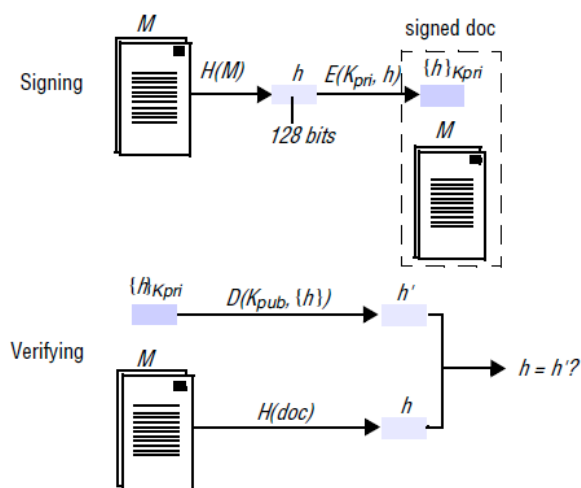 M
signed doc
Signing
H(M)
h
E(Kpri, h)
{h}Kpri
128 bits
M
{h}Kpri
D(Kpub, {h})
h'
Verifying
M
h = h'?
H(doc)
h